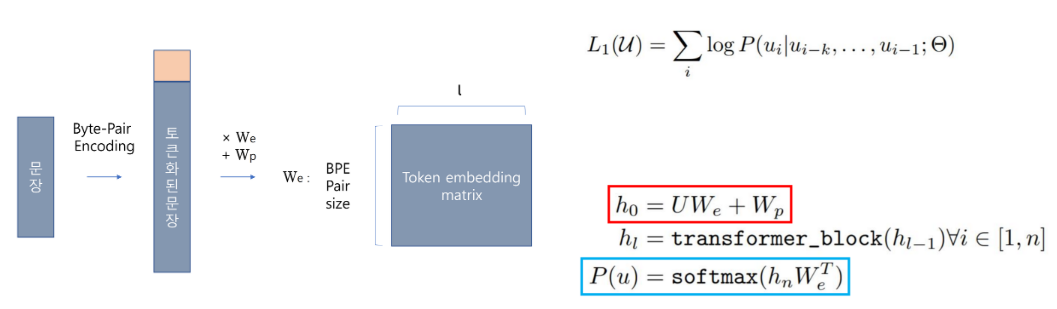 문장
Byte-Pair
Encoding
토큰화된문장
× We
+ Wp
We :
BPE
Pair
size
l
Token embedding
matrix
L₁(𝒰) = ∑ᵢ log P(uᵢ|uᵢ₋ₖ, . . . , uᵢ₋₁; Θ)
h₀ = UWₑ + Wₚ
hₗ = transformer_block(hₗ₋₁)∀i ∈ [1, n]
P(u) = softmax(hₙWₑᵀ)